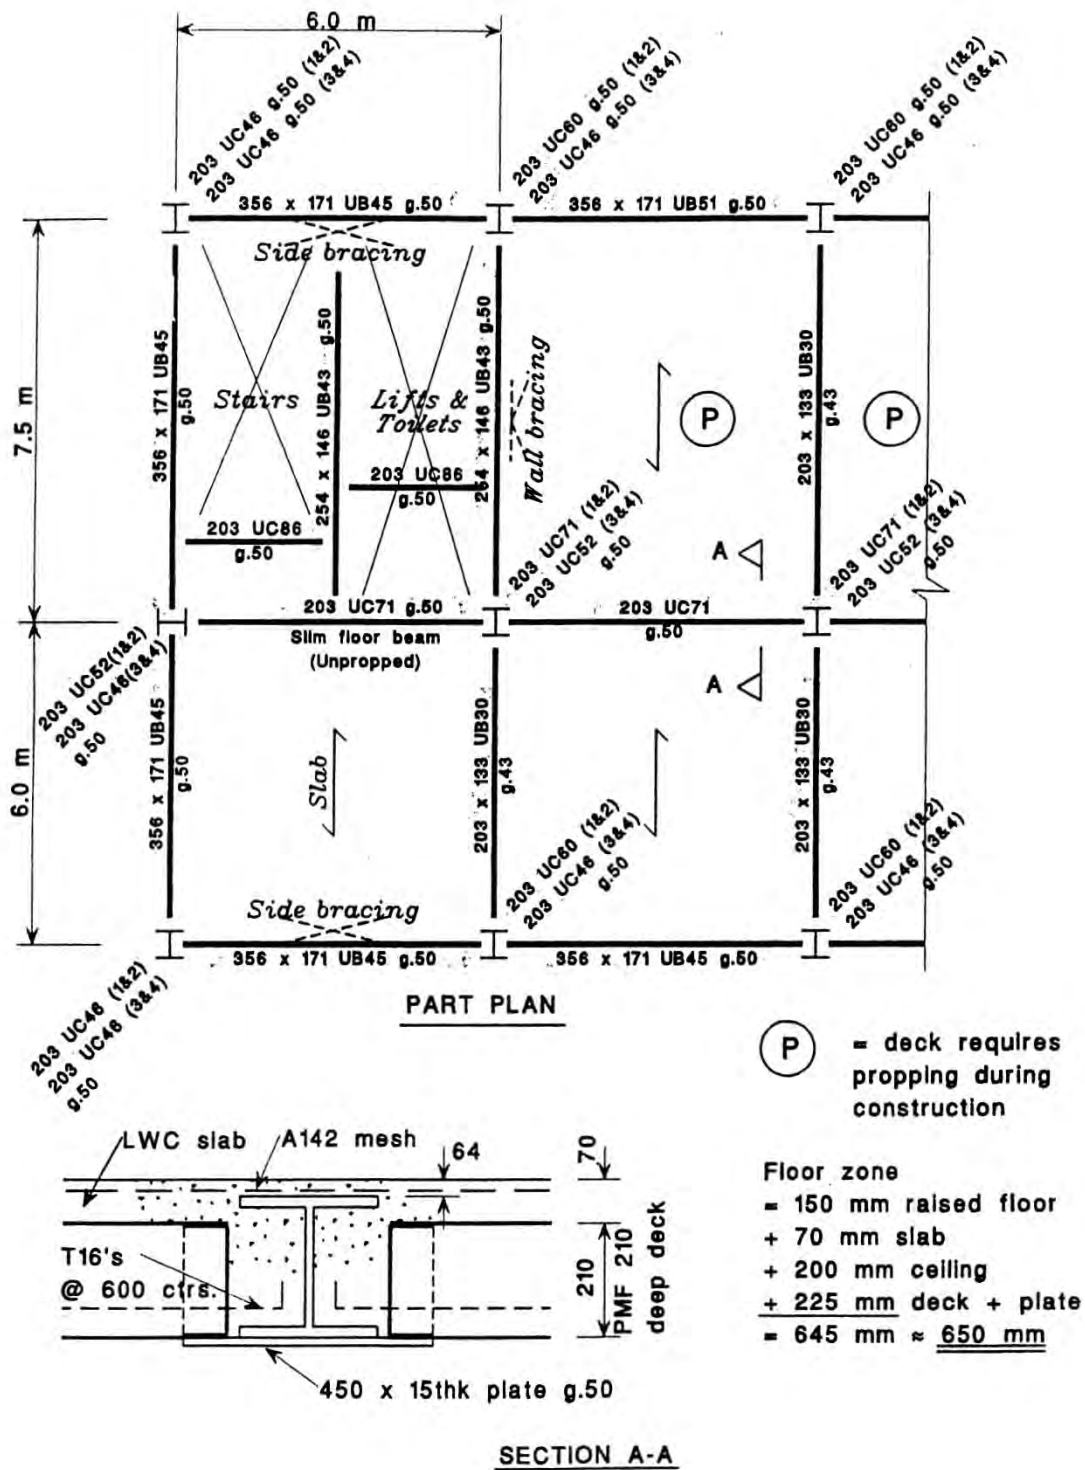 6.0 m
203 UC46 g.50 (1&2)
203 UC46 g.50 (3&4)
203 UC60 g.50 (1&2)
203 UC46 g.50 (3&4)
203 UC60 g.50 (1&2)
203 UC46 g.50 (3&4)
356 x 171 UB45 g.50
356 x 171 UB51 g.50
Side bracing
7.5 m
356 x 171 UB45
g.50
Stairs
254 x 146 UB43 g.50
Lifts &
Toilets
254 x 146 UB43 g.50
Wall bracing
P
203 x 133 UB30
g.43
P
203 UC86
g.50
203 UC86
g.50
203 UC71 (1&2)
203 UC52 (3&4)
g.50
A
203 UC71 (1&2)
203 UC52 (3&4)
g.50
203 UC71 g.50
Slim floor beam
(Unpropped)
203 UC71
g.50
203 UC52(1&2)
203 UC46(3&4)
g.50
A
6.0 m
356 x 171 UB45
g.50
Slab
203 x 133 UB30
g.43
203 x 133 UB30
g.43
203 UC60 (1&2)
203 UC46 (3&4)
g.50
203 UC60 (1&2)
203 UC46 (3&4)
g.50
Side bracing
356 x 171 UB45 g.50
356 x 171 UB45 g.50
203 UC46 (1&2)
203 UC46 (3&4)
g.50
PART PLAN
P = deck requires
propping during
construction
LWC slab
A142 mesh
64
70
T16's
@ 600 ctrs.
210
PMF 210
deep deck
450 x 15thk plate g.50
Floor zone
= 150 mm raised floor
+ 70 mm slab
+ 200 mm ceiling
+ 225 mm deck + plate
= 645 mm ≈ 650 mm
SECTION A-A